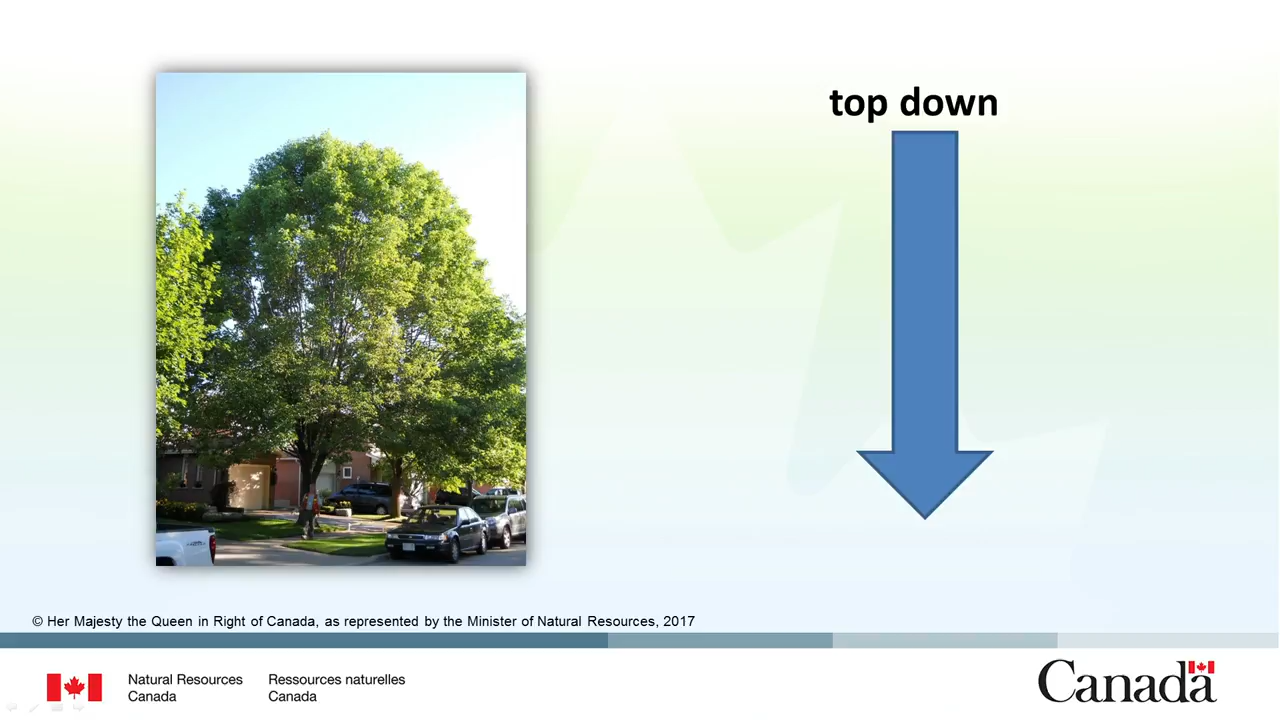 top down
© Her Majesty the Queen in Right of Canada, as represented by the Minister of Natural Resources, 2017
Natural Resources
Canada
Ressources naturelles
Canada
Canada